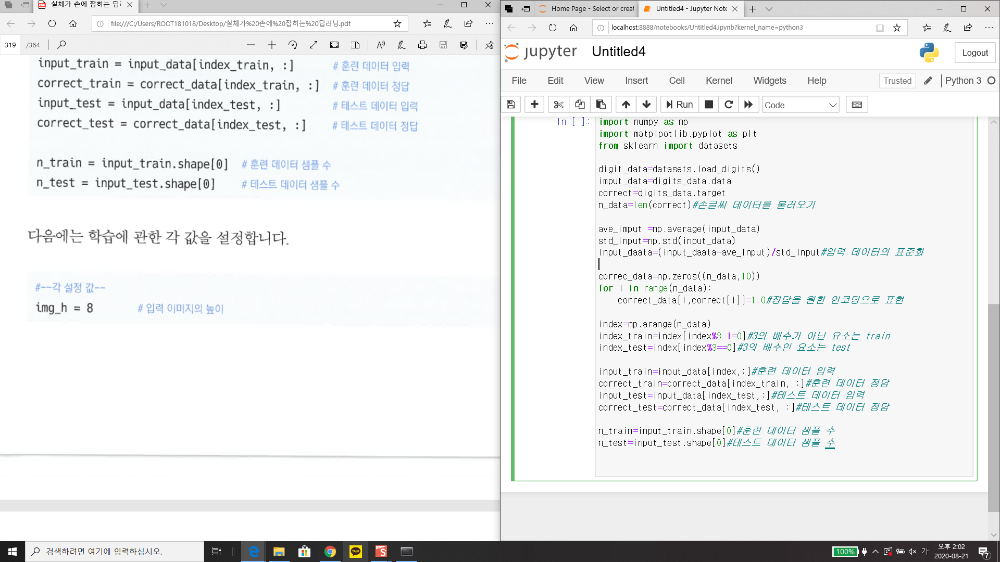 실체가 손에 잡히는 딥러
file:///C:/Users/ROOT181018/Desktop/실체가%20손에%20잡히는%20딥러닝.pdf
319 /364
input_train = input_data[index_train, :] # 훈련 데이터 입력
correct_train = correct_data[index_train, :] # 훈련 데이터 정답
input_test = input_data[index_test, :] # 테스트 데이터 입력
correct_test = correct_data[index_test, :] # 테스트 데이터 정답
n_train = input_train.shape[0] # 훈련 데이터 샘플 수
n_test = input_test.shape[0] # 테스트 데이터 샘플 수
다음에는 학습에 관한 각 값을 설정합니다.
#--각 설정 값--
img_h = 8 # 입력 이미지의 높이
Home Page - Select or creat
Untitled4 - Jupyter Note
localhost:8888/notebooks/Untitled4.ipynb?kernel_name=python3
jupyter Untitled4
Logout
File Edit View Insert Cell Kernel Widgets Help
Trusted Python 3
Run Code
In [ ]: import numpy as np
import matplpotlib.pyplot as plt
from sklearn import datasets
digit_data=datasets.load_digits()
imput_data=digits_data.data
correct=digits_data.target
n_data=len(correct)#손글씨 데이터를 불러오기
ave_imput =np.average(input_data)
std_input=np.std(input_data)
input_daata=(input_daata-ave_input)/std_input#입력 데이터의 표준화
correc_data=np.zeros((n_data,10))
for i in range(n_data):
correct_data[i,correct[i]]=1.0#정답을 원한 인코딩으로 표현
index=np.arange(n_data)
index_train=index[index%3 !=0]#3의 배수가 아닌 요소는 train
index_test=index[index%3==0]#3의 배수인 요소는 test
input_train=input_data[index,:]#훈련 데이터 입력
correct_train=correct_data[index_train, :]#훈련 데이터 정답
input_test=input_data[index_test,:]#테스트 데이터 입력
correct_test=correct_data[index_test, :]#테스트 데이터 정답
n_train=input_train.shape[0]#훈련 데이터 샘플 수
n_test=input_test.shape[0]#테스트 데이터 샘플 수
검색하려면 여기에 입력하십시오.
TALK
100%
가
오후 2:02
2020-08-21
7